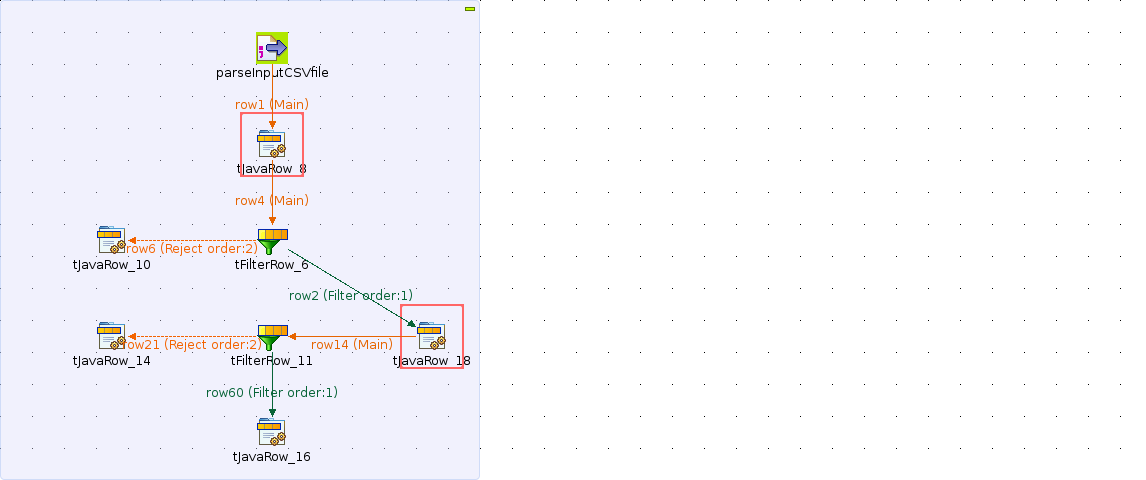 parseInputCSVfile
row1 (Main)
tJavaRow_8
row4 (Main)
row6 (Reject order:2)
tJavaRow_10
tFilterRow_6
row2 (Filter order:1)
row21 (Reject order:2)
row14 (Main)
tJavaRow_14
tFilterRow_11
tJavaRow_18
row60 (Filter order:1)
tJavaRow_16